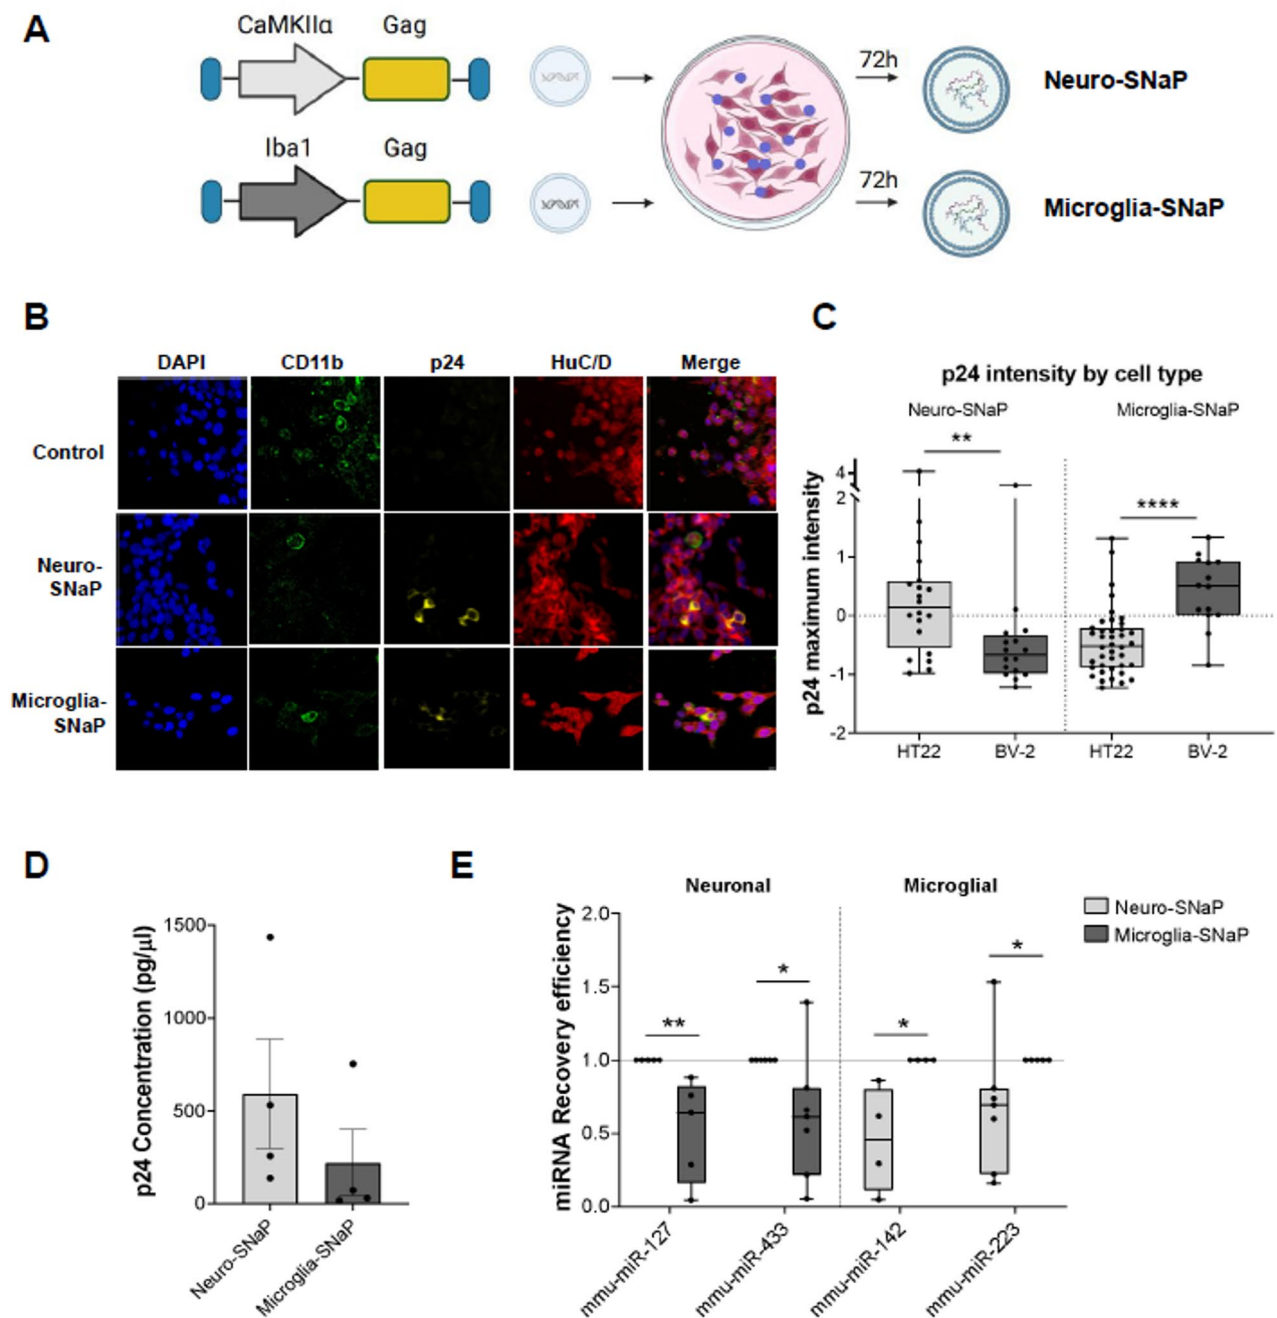 A
CaMKIIα Gag
72h
Neuro-SNaP
Iba1 Gag
72h
Microglia-SNaP
B
DAPI CD11b p24 HuC/D Merge
Control
Neuro-
SNaP
Microglia-
SNaP
C
p24 intensity by cell type
Neuro-SNaP Microglia-SNaP
**
****
p24 maximum intensity
4
2
1
0
-1
-2
HT22 BV-2 HT22 BV-2
D
p24 Concentration (pg/µl)
1500
1000
500
0
Neuro-SNaP
Microglia-SNaP
E
Neuronal Microglial
Neuro-SNaP
Microglia-SNaP
miRNA Recovery efficiency
2.0
1.5
1.0
0.5
0.0
**
*
*
*
mmu-miR-127
mmu-miR-433
mmu-miR-142
mmu-miR-223